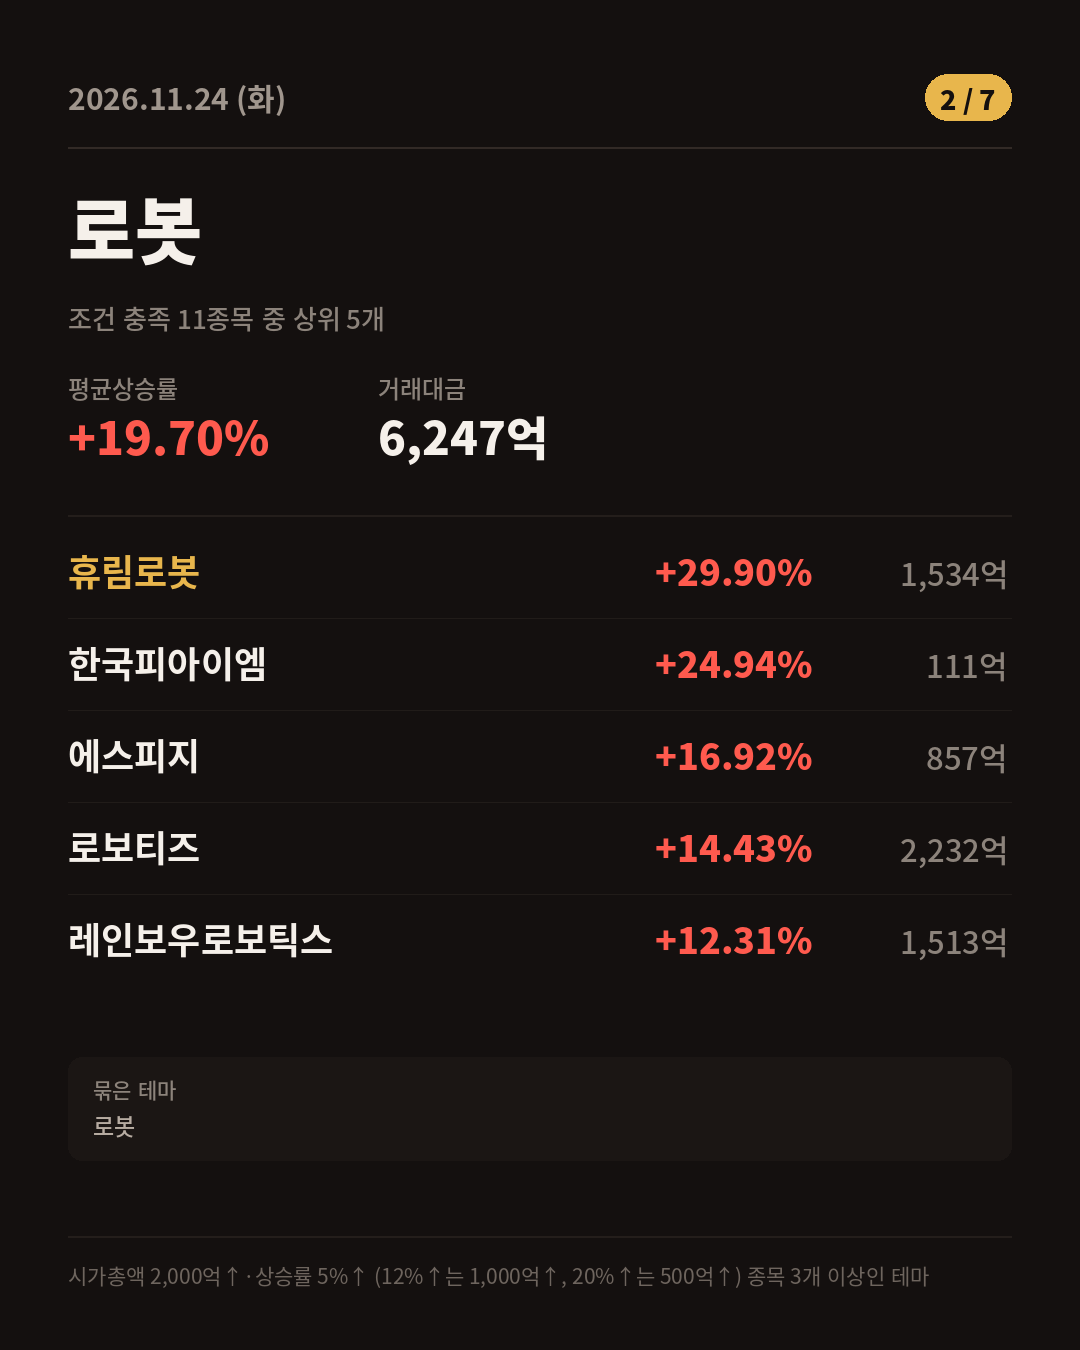 2026.11.24 (화)
2 / 7
로봇
조건 충족 11종목 중 상위 5개
평균상승률 거래대금
+19.70% 6,247억
휴림로봇 +29.90% 1,534억
한국피아이엠 +24.94% 111억
에스피지 +16.92% 857억
로보티즈 +14.43% 2,232억
레인보우로보틱스 +12.31% 1,513억
묶은 테마
로봇
시가총액 2,000억↑ · 상승률 5%↑ (12%↑는 1,000억↑, 20%↑는 500억↑) 종목 3개 이상인 테마